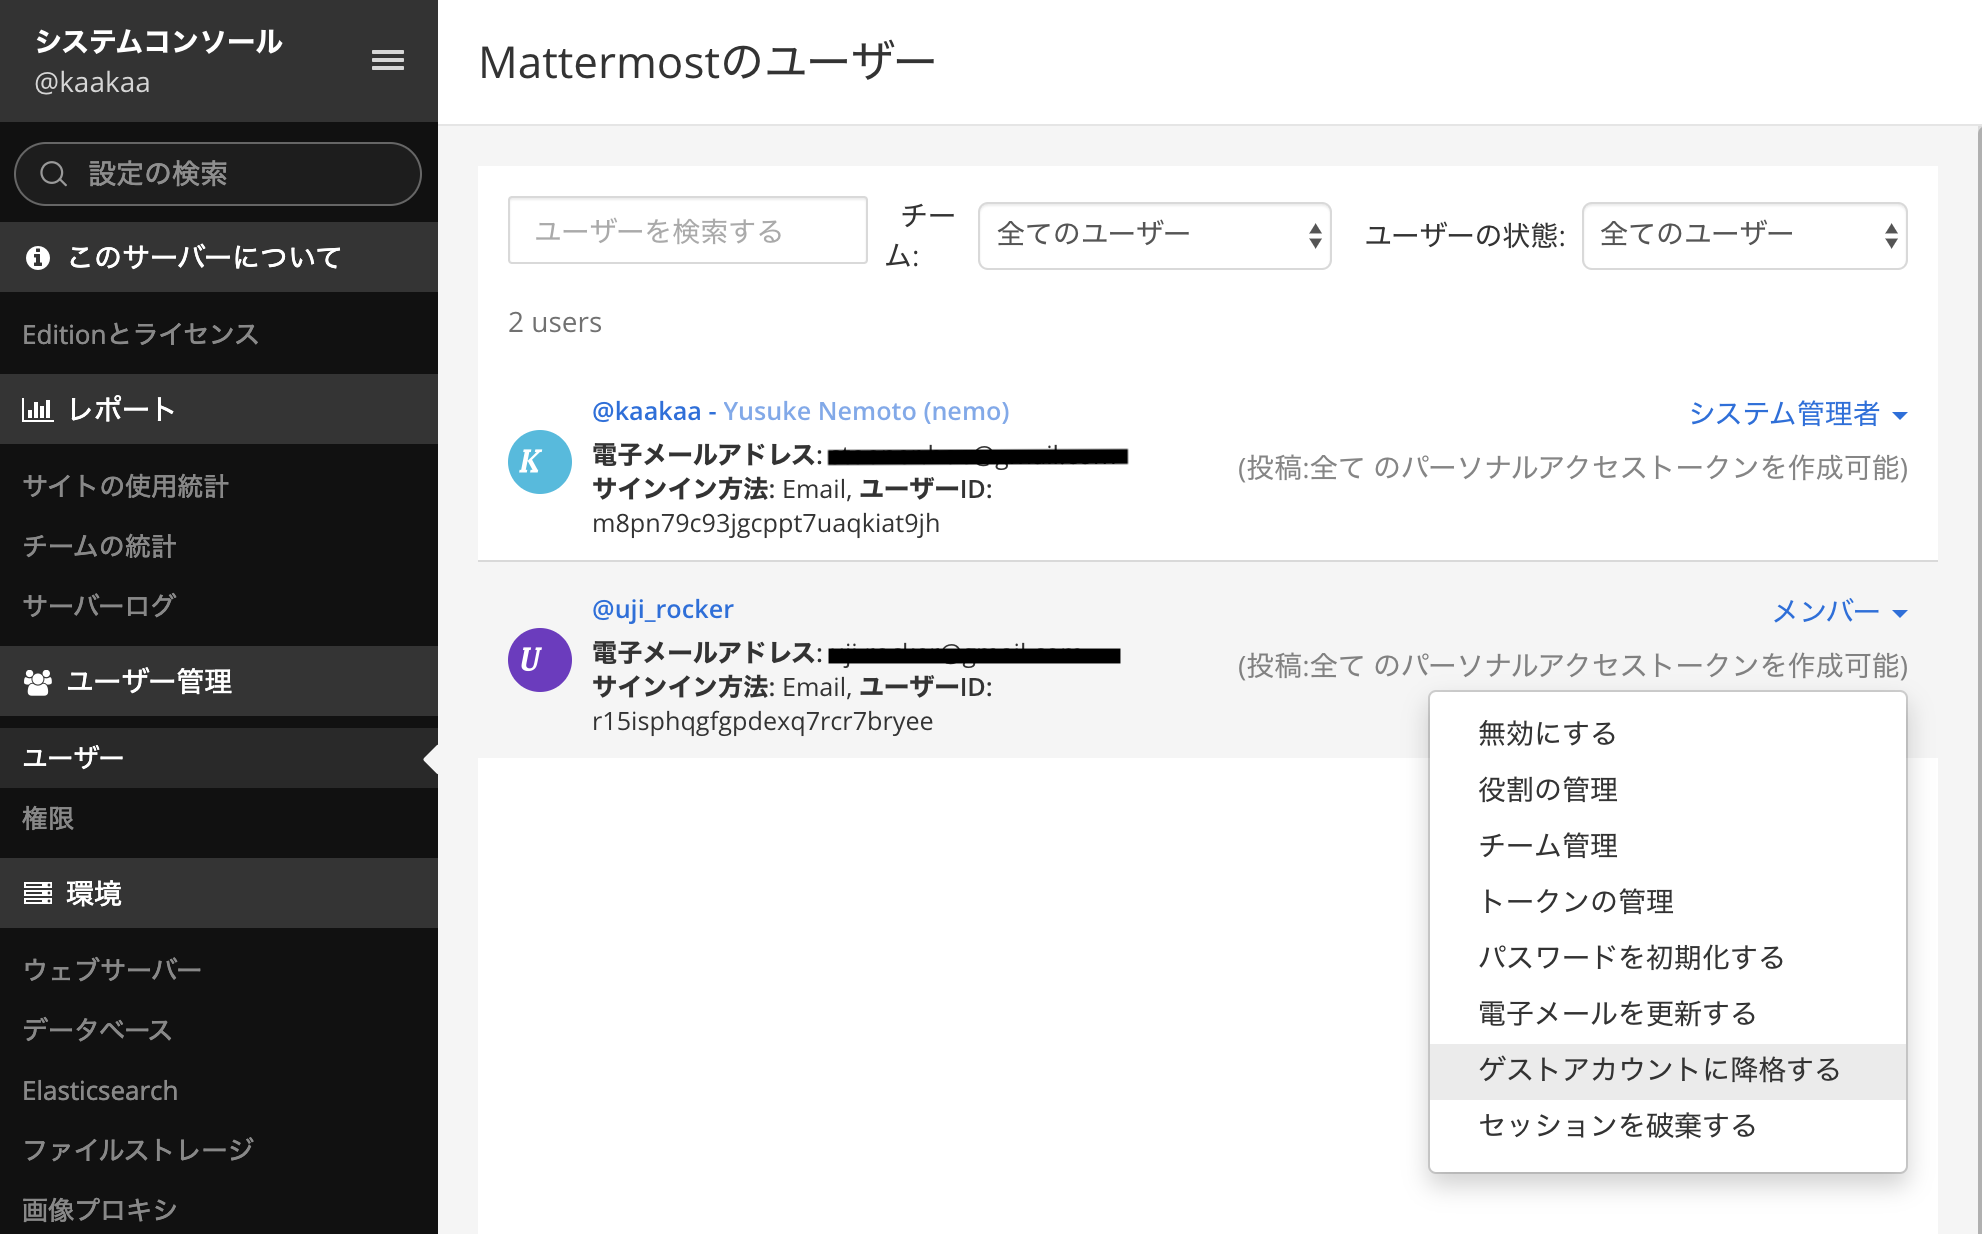 システムコンソール
@kaakaa
設定の検索
このサーバーについて
Editionとライセンス
レポート
サイトの使用統計
チームの統計
サーバーログ
ユーザー管理
ユーザー
権限
環境
ウェブサーバー
データベース
Elasticsearch
ファイルストレージ
画像プロキシ
Mattermostのユーザー
ユーザーを検索する
チー
ム:
全てのユーザー
ユーザーの状態:
全てのユーザー
2 users
@kaakaa - Yusuke Nemoto (nemo)
システム管理者
電子メールアドレス:
(投稿:全て のパーソナルアクセストークンを作成可能)
サインイン方法: Email, ユーザーID:
m8pn79c93jgcppt7uaqkiat9jh
@uji_rocker
メンバー
電子メールアドレス:
(投稿:全て のパーソナルアクセストークンを作成可能)
サインイン方法: Email, ユーザーID:
r15isphqgfgpdexq7rcr7bryee
無効にする
役割の管理
チーム管理
トークンの管理
パスワードを初期化する
電子メールを更新する
ゲストアカウントに降格する
セッションを破棄する